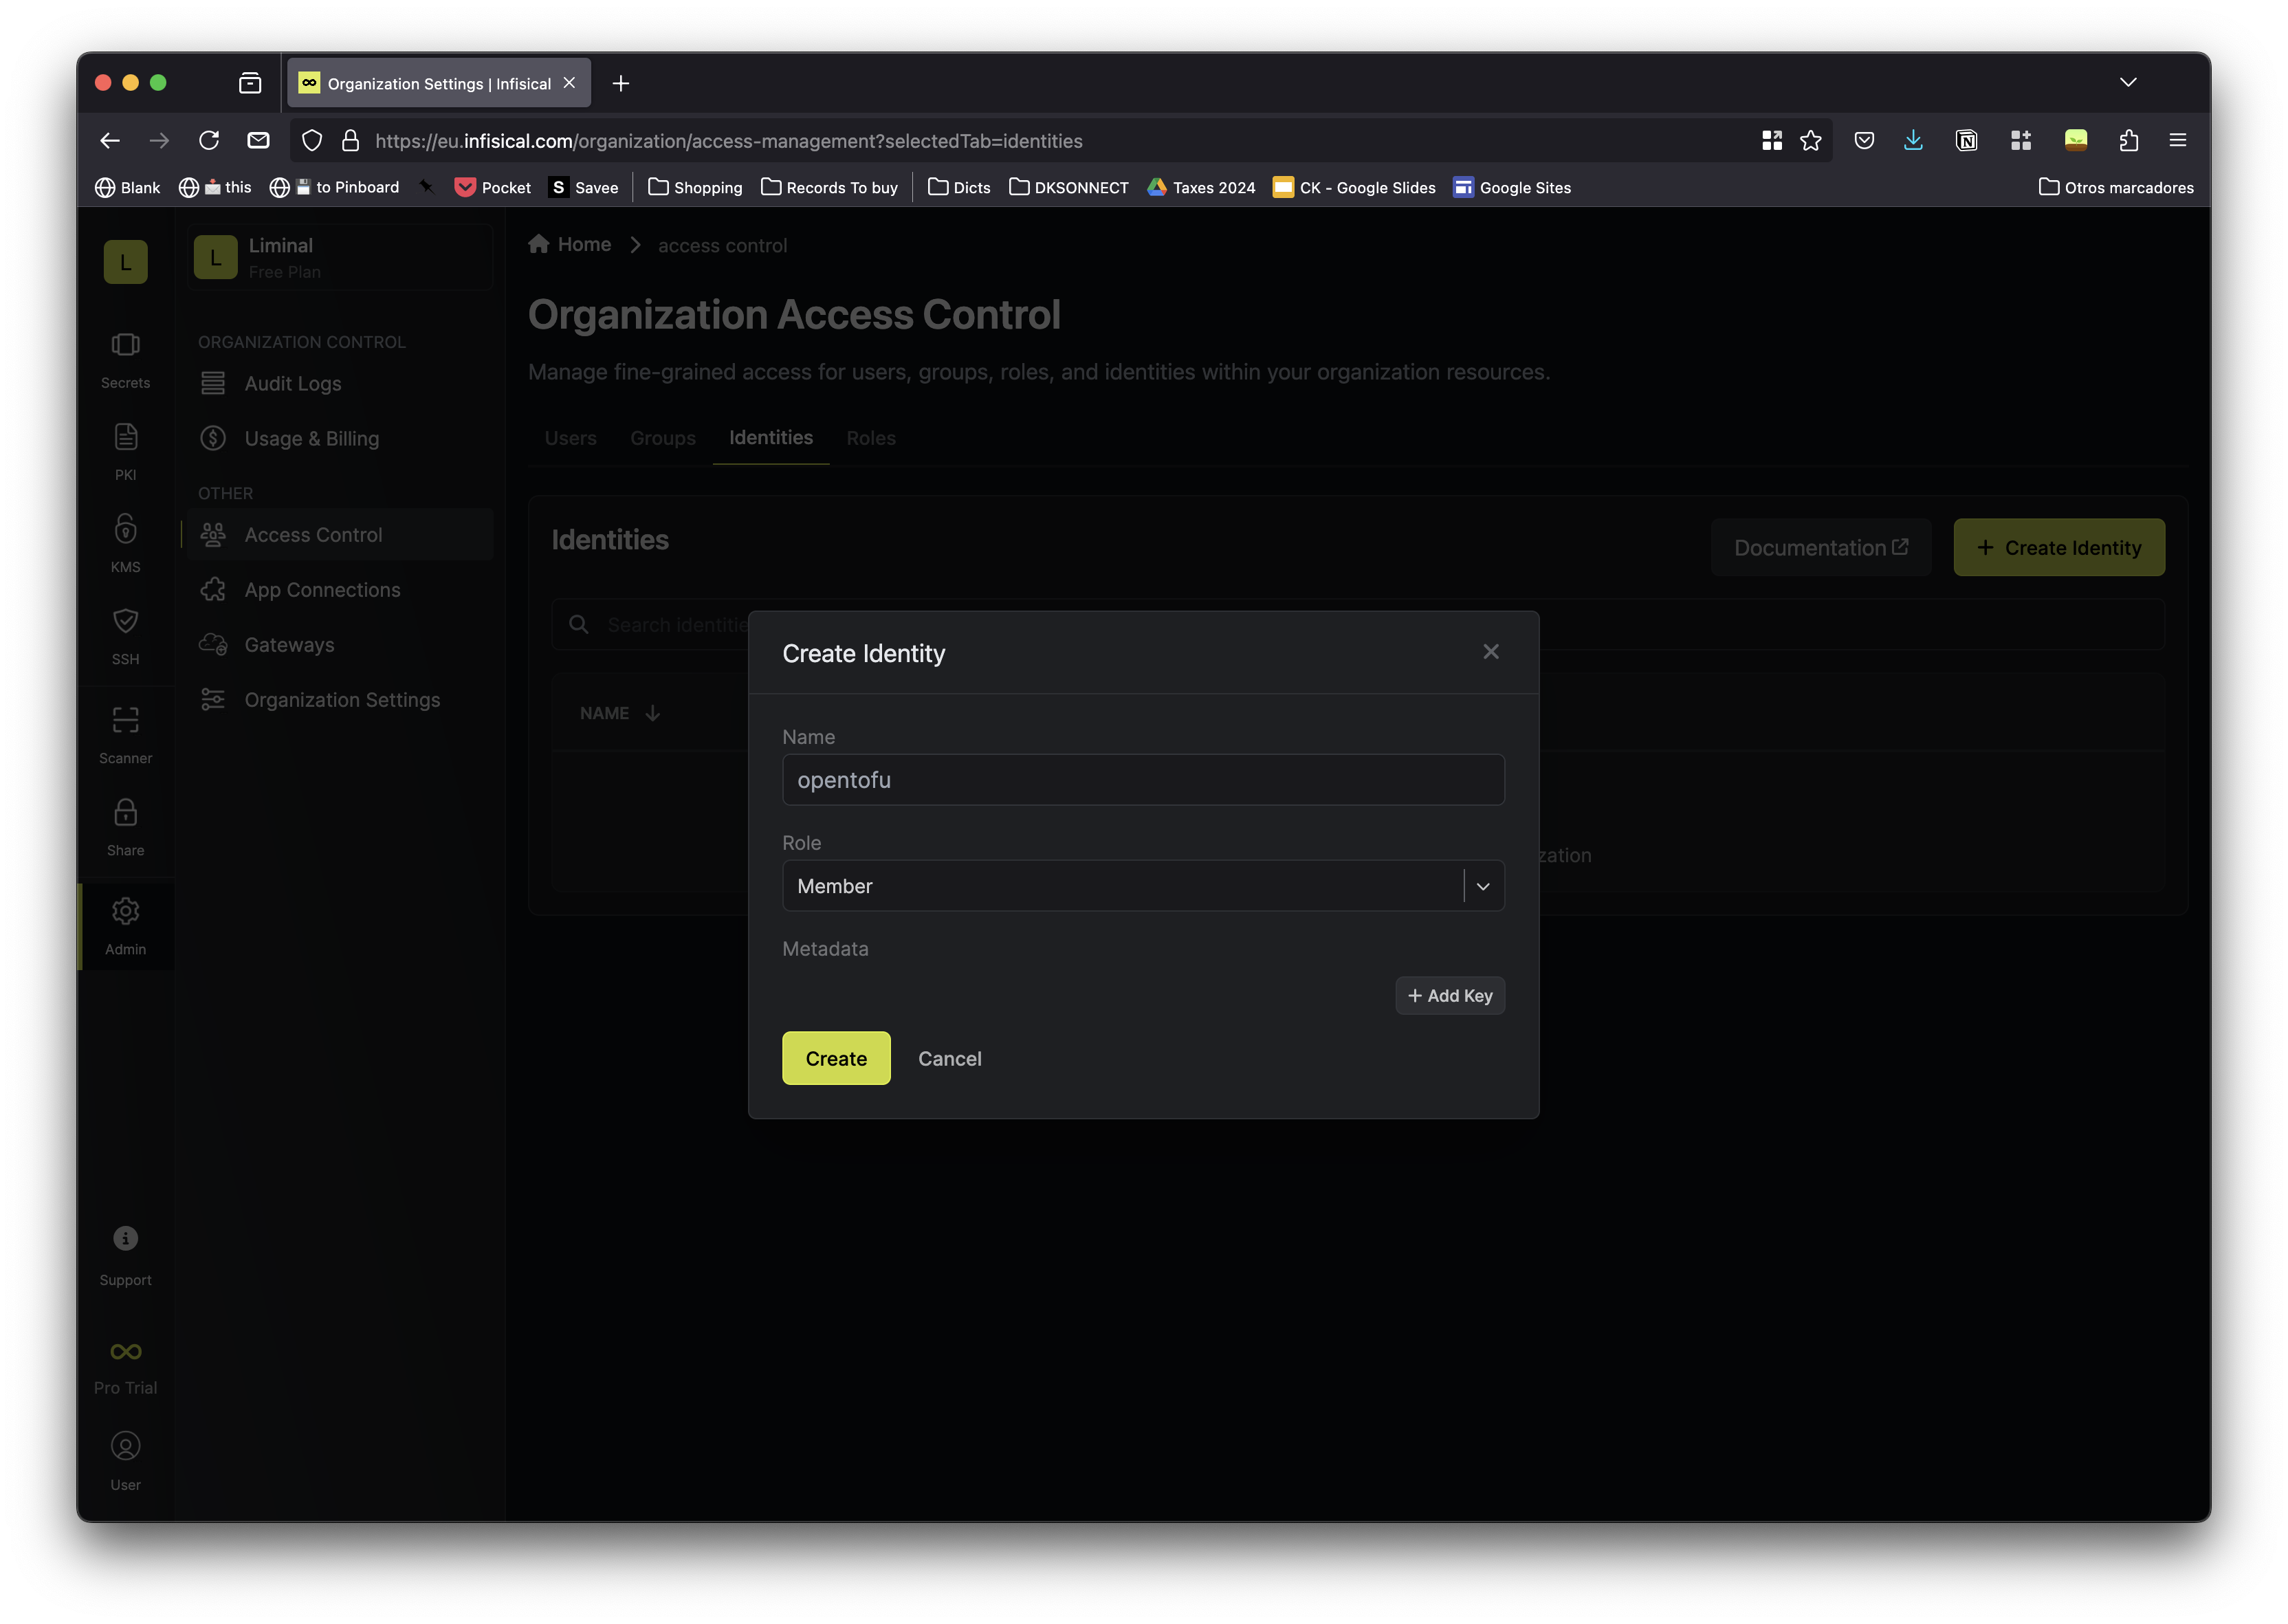 Organization Settings | Infisical
https://eu.infisical.com/organization/access-management?selectedTab=identities
Blank
this
to Pinboard
Pocket
S Savee
Shopping
Records To buy
Dicts
DKSONNECT
Taxes 2024
CK - Google Slides
Google Sites
Otros marcadores
L
Secrets
PKI
KMS
SSH
Scanner
Share
Admin
Support
Pro Trial
User
L
Liminal
Free Plan
ORGANIZATION CONTROL
Audit Logs
Usage & Billing
OTHER
Access Control
App Connections
Gateways
Organization Settings
Home > access control
Organization Access Control
Manage fine-grained access for users, groups, roles, and identities within your organization resources.
Users Groups Identities Roles
Identities
Documentation
+ Create Identity
Search identitie
NAME
zation
Create Identity
Name
opentofu
Role
Member
Metadata
+ Add Key
Create
Cancel